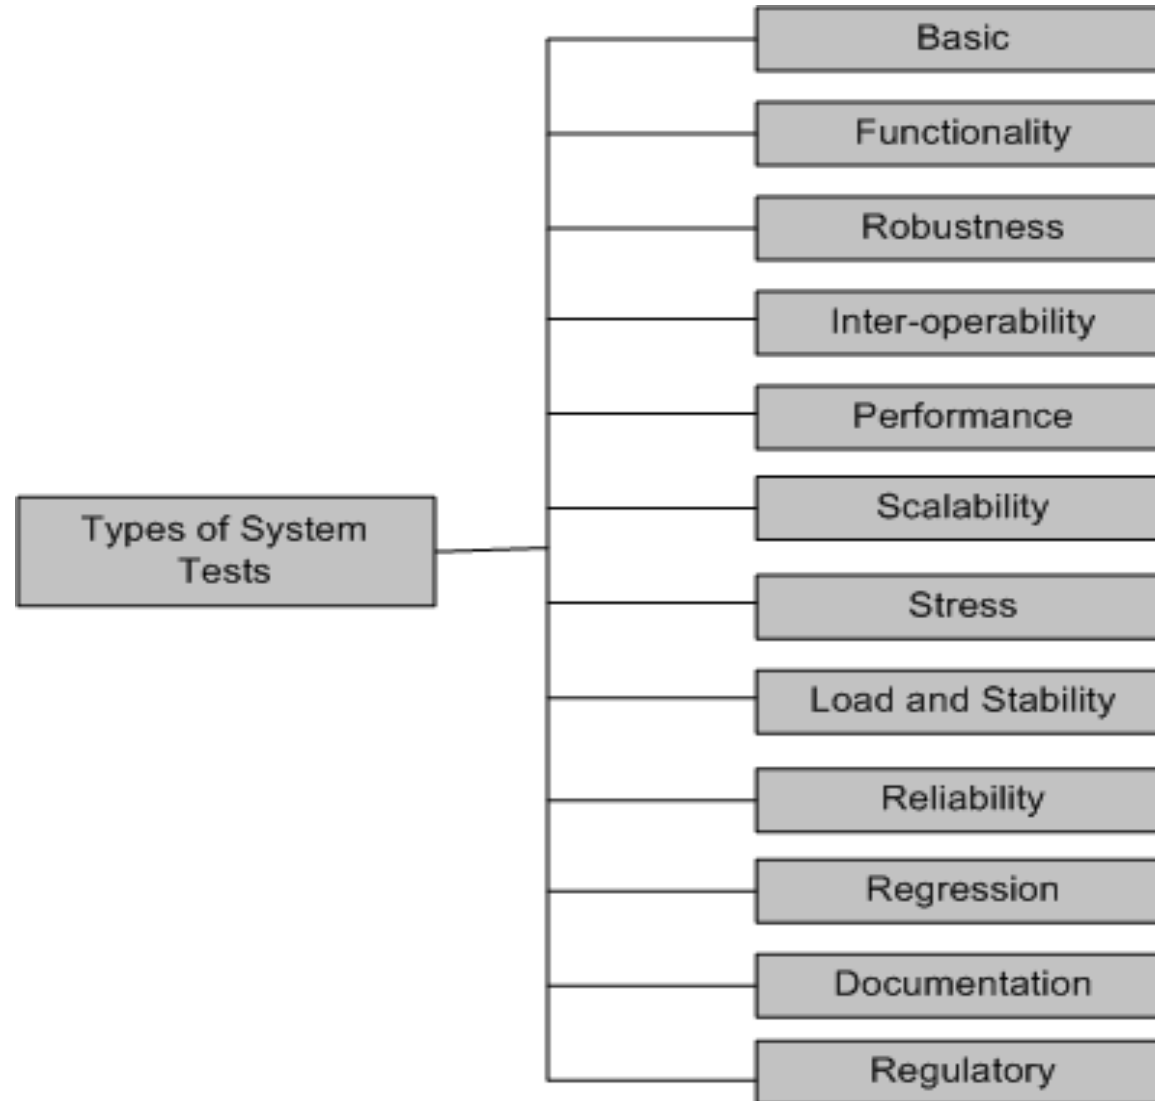 Basic
Functionality
Robustness
Inter-operability
Performance
Scalability
Types of System
Tests
Stress
Load and Stability
Reliability
Regression
Documentation
Regulatory